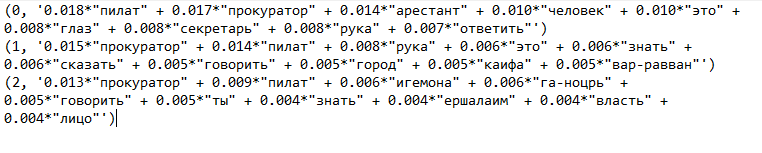 (0, '0.018*"пилат" + 0.017*"прокуратор" + 0.014*"арестант" + 0.010*"человек" + 0.010*"это" +
0.008*"глаз" + 0.008*"секретарь" + 0.008*"рука" + 0.007*"ответить"')
(1, '0.015*"прокуратор" + 0.014*"пилат" + 0.008*"рука" + 0.006*"это" + 0.006*"знать" +
0.006*"сказать" + 0.005*"говорить" + 0.005*"город" + 0.005*"каифа" + 0.005*"вар-равван"')
(2, '0.013*"прокуратор" + 0.009*"пилат" + 0.006*"игемона" + 0.006*"га-ноцрь" +
0.005*"говорить" + 0.005*"ты" + 0.004*"знать" + 0.004*"ершалаим" + 0.004*"власть" +
0.004*"лицо"')